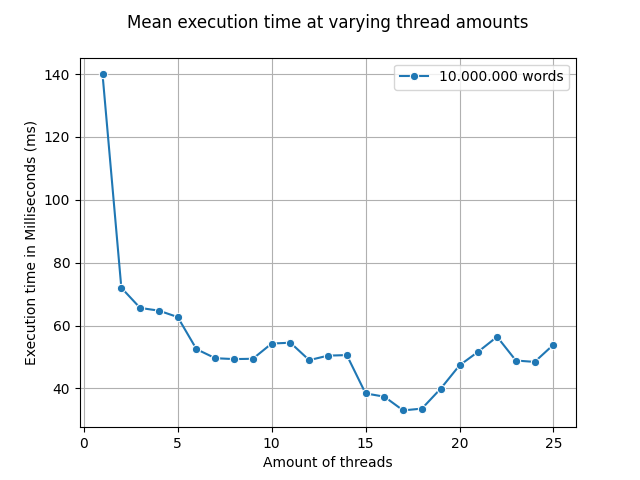 Mean execution time at varying thread amounts
10.000.000 words
Execution time in Milliseconds (ms)
140
120
100
80
60
40
0 5 10 15 20 25
Amount of threads